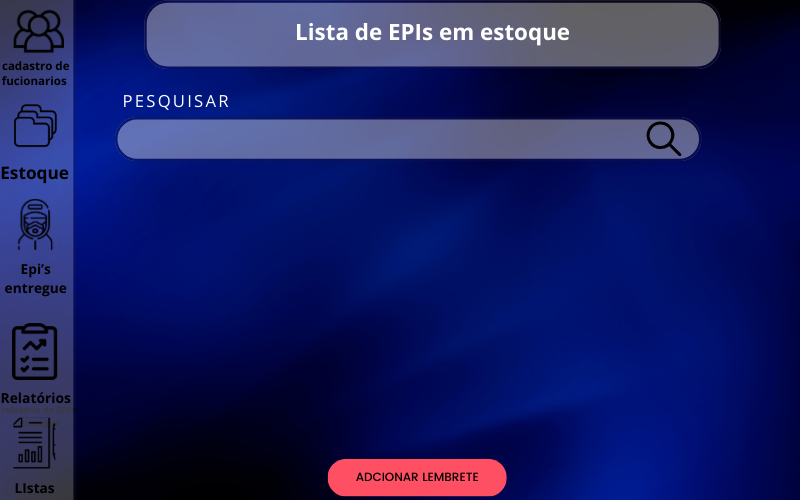 Lista de EPIs em estoque
PESQUISAR
cadastro de
fucionarios
Estoque
Epi's
entregue
Relatórios
LIstas
ADCIONAR LEMBRETE